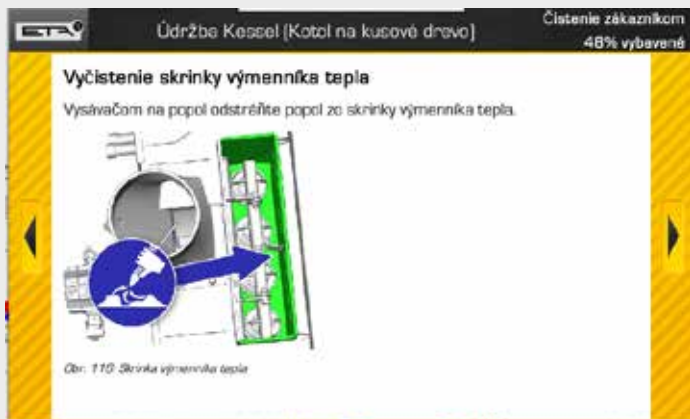 ETA
Údržba Kessel (Kotol na kusové drevo)
Čistenie zákazníkom
48% vybavené
Vyčistenie skrinky výmenníka tepla
Vysávačom na popol odstráňte popol zo skrinky výmenníka tepla.
Obr. 110: Skrinka výmenníka tepla